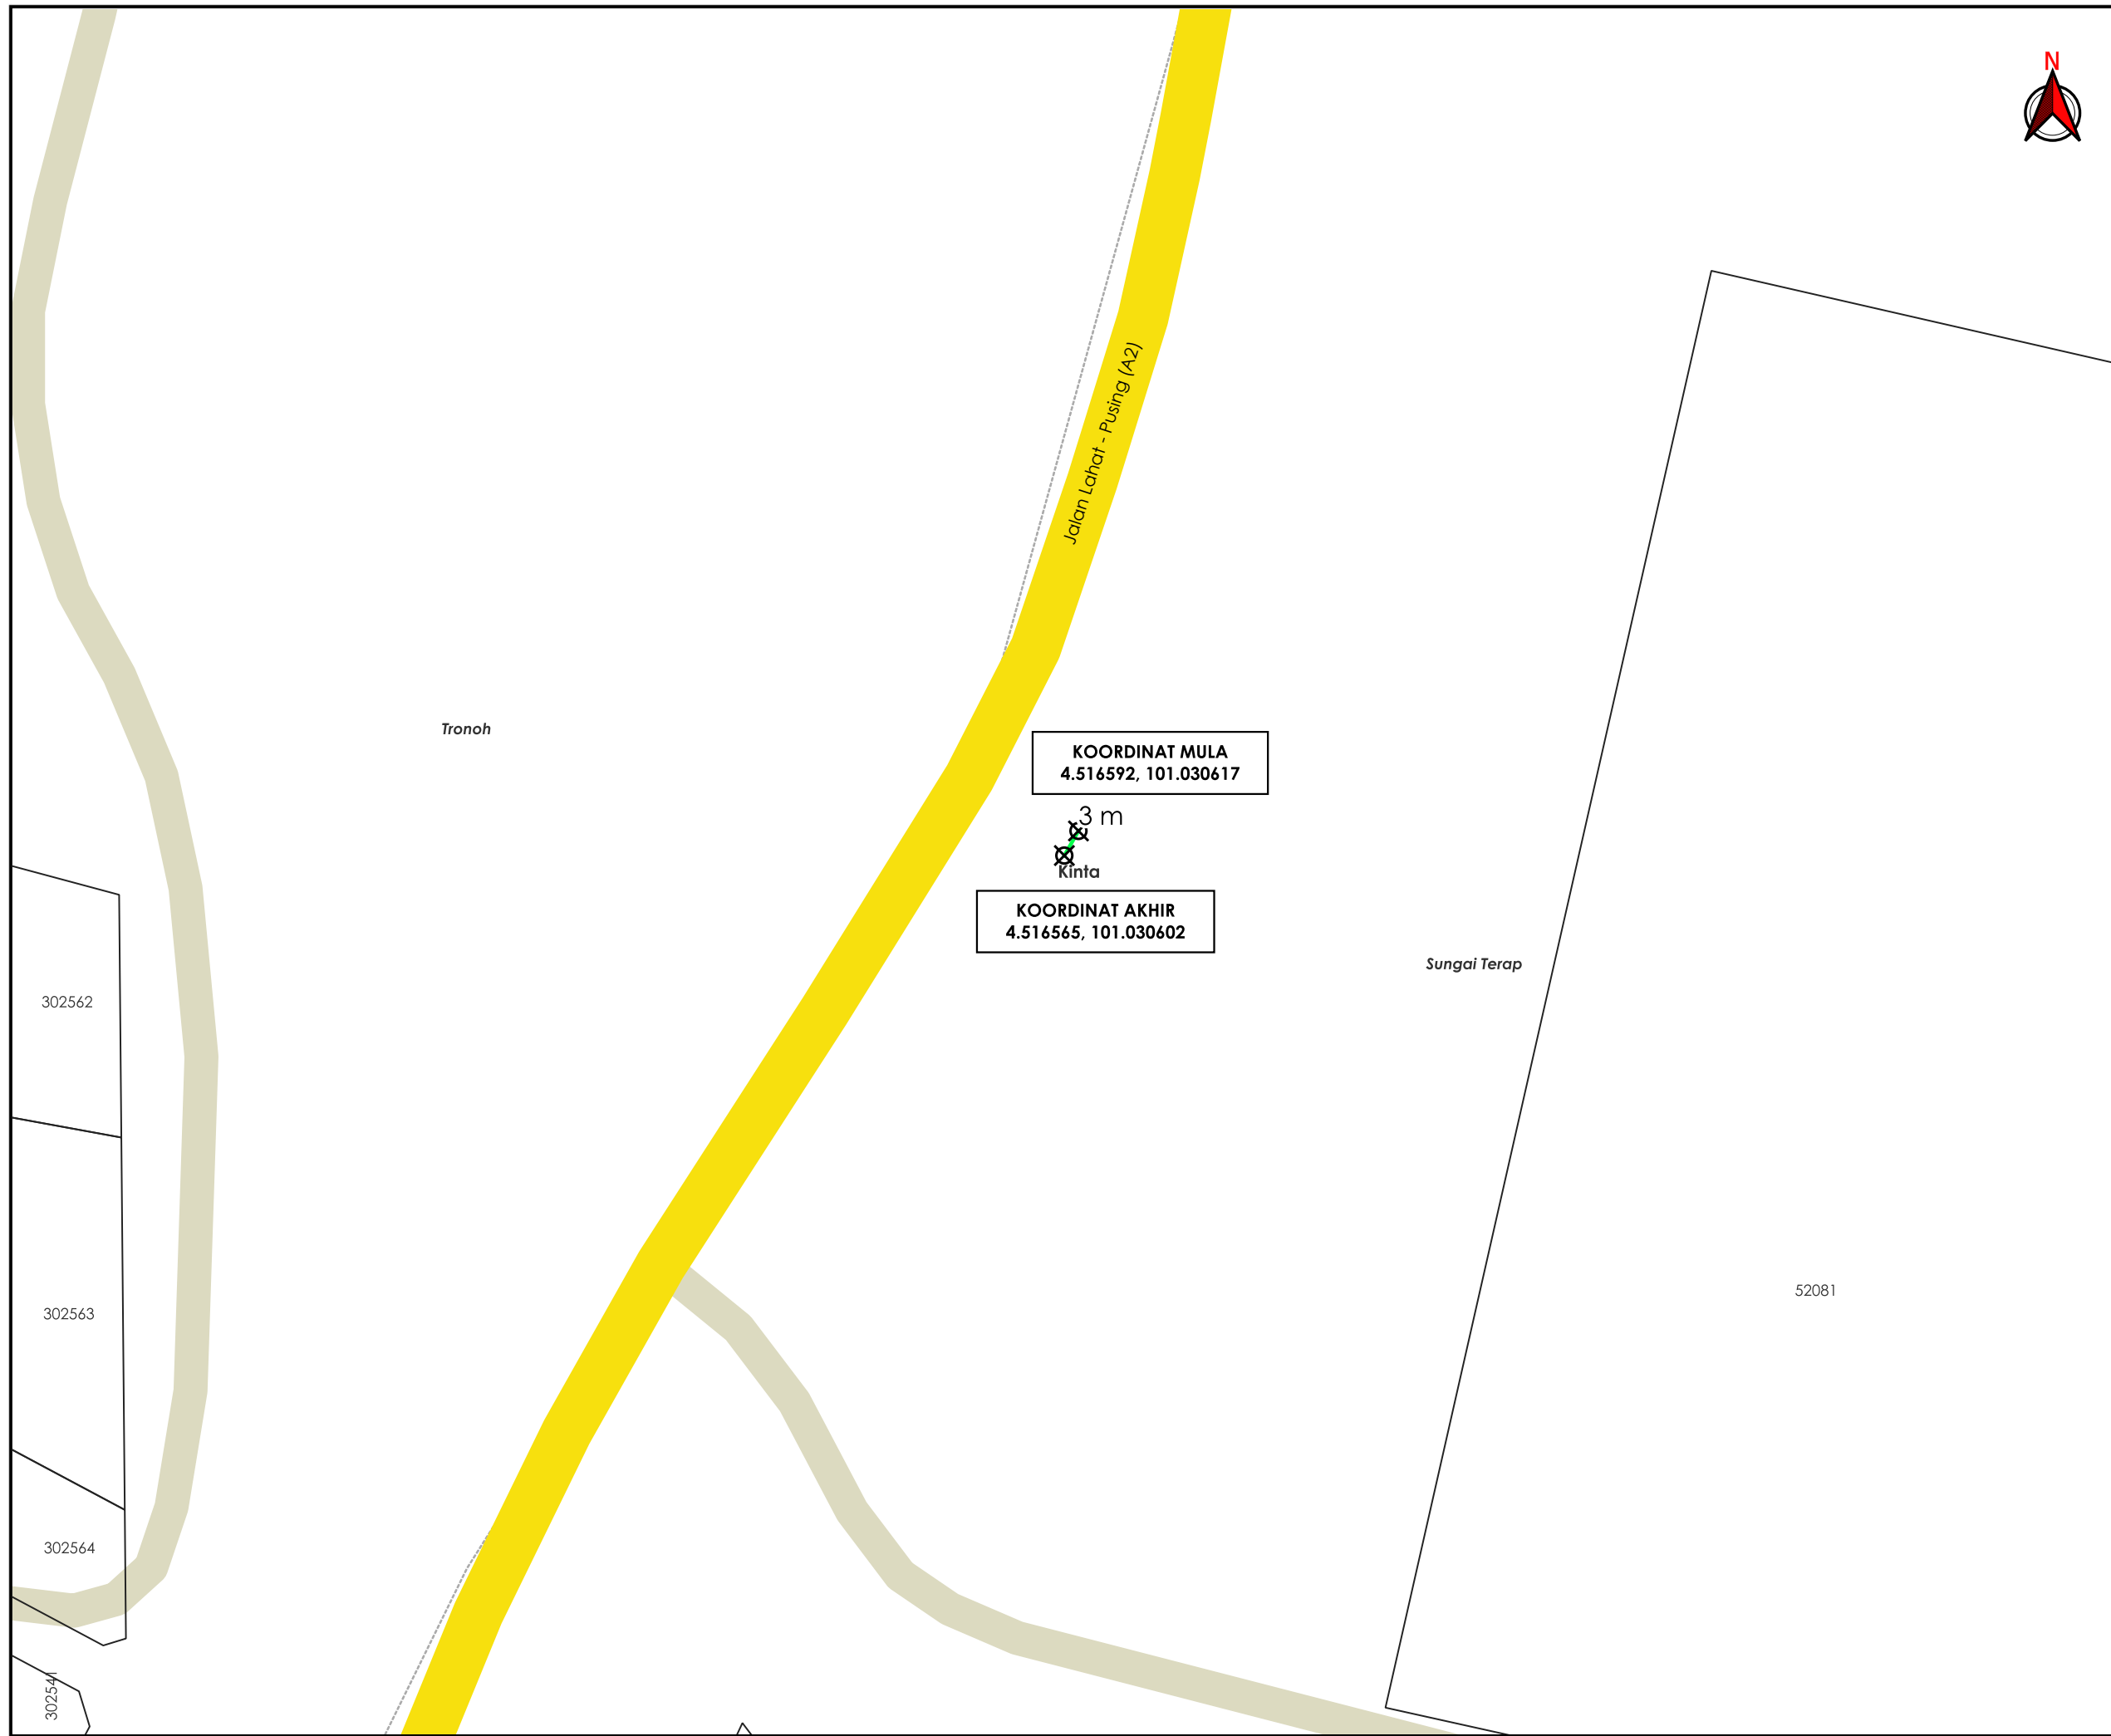 N
Jalan Lahat - Pusing (A2)
Tronoh
KOORDINAT MULA
4.516592, 101.030617
3 m
Kinta
KOORDINAT AKHIR
4.516565, 101.030602
Sungai Terap
302562
52081
302563
302564
302541